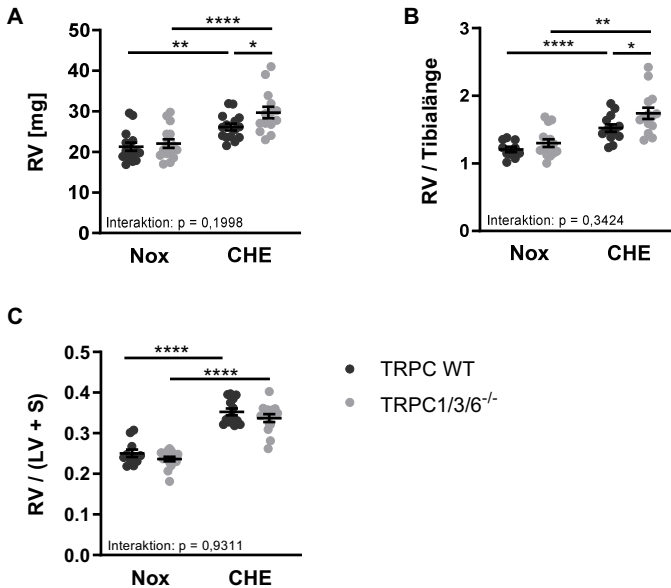 A
RV [mg]
50
40
30
20
10
0
****
**
*
Interaktion: p = 0,1998
Nox
CHE
B
RV / Tibialänge
3
2
1
0
**
****
*
Interaktion: p = 0,3424
Nox
CHE
C
RV / (LV + S)
0.5
0.4
0.3
0.2
0.1
0.0
****
****
Interaktion: p = 0,9311
Nox
CHE
TRPC WT
TRPC1/3/6-/-